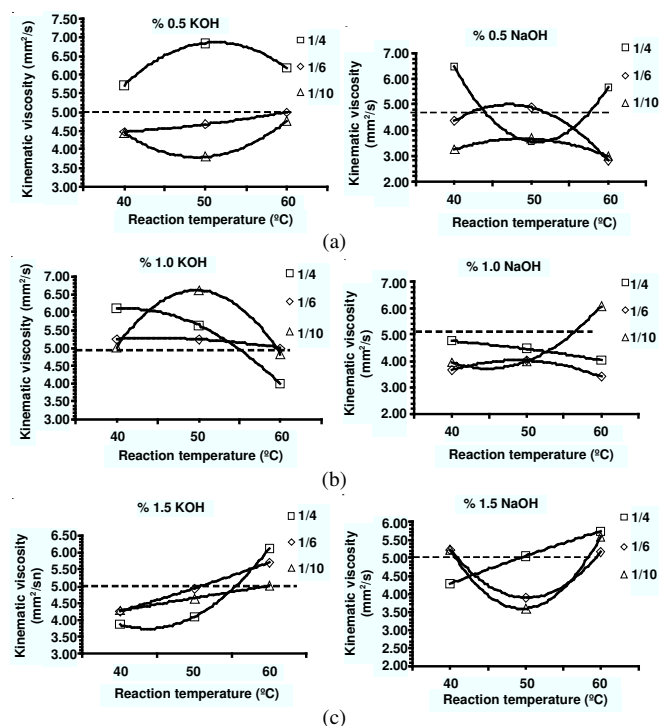 % 0.5 KOH
Kinematic viscosity (mm²/s)
7.50
7.00
6.50
6.00
5.50
5.00
4.50
4.00
3.50
3.00
40 50 60
Reaction temperature (ºC)
1/4
1/6
1/10
% 0.5 NaOH
Kinematic viscosity
(mm²/s)
7.00
6.00
5.00
4.00
3.00
2.00
40 50 60
Reaction temperature (ºC)
1/4
1/6
1/10
(a)
% 1.0 KOH
Kinematic viscosity (mm²/s)
7.00
6.50
6.00
5.50
5.00
4.50
4.00
3.50
3.00
40 50 60
Reaction temperature (ºC)
1/4
1/6
1/10
% 1.0 NaOH
Kinematic viscosity
(mm²/s)
7.00
6.00
5.00
4.00
3.00
2.00
40 50 60
Reaction temperature (ºC)
1/4
1/6
1/10
(b)
% 1.5 KOH
Kinematic viscosity
(mm²/sn)
6.50
6.00
5.50
5.00
4.50
4.00
3.50
3.00
40 50 60
Reaction temperature (ºC)
1/4
1/6
1/10
% 1.5 NaOH
Kinematic viscosity
(mm²/s)
6.00
5.50
5.00
4.50
4.00
3.50
3.00
2.50
2.00
40 50 60
Reaction temperature (ºC)
1/4
1/6
1/10
(c)